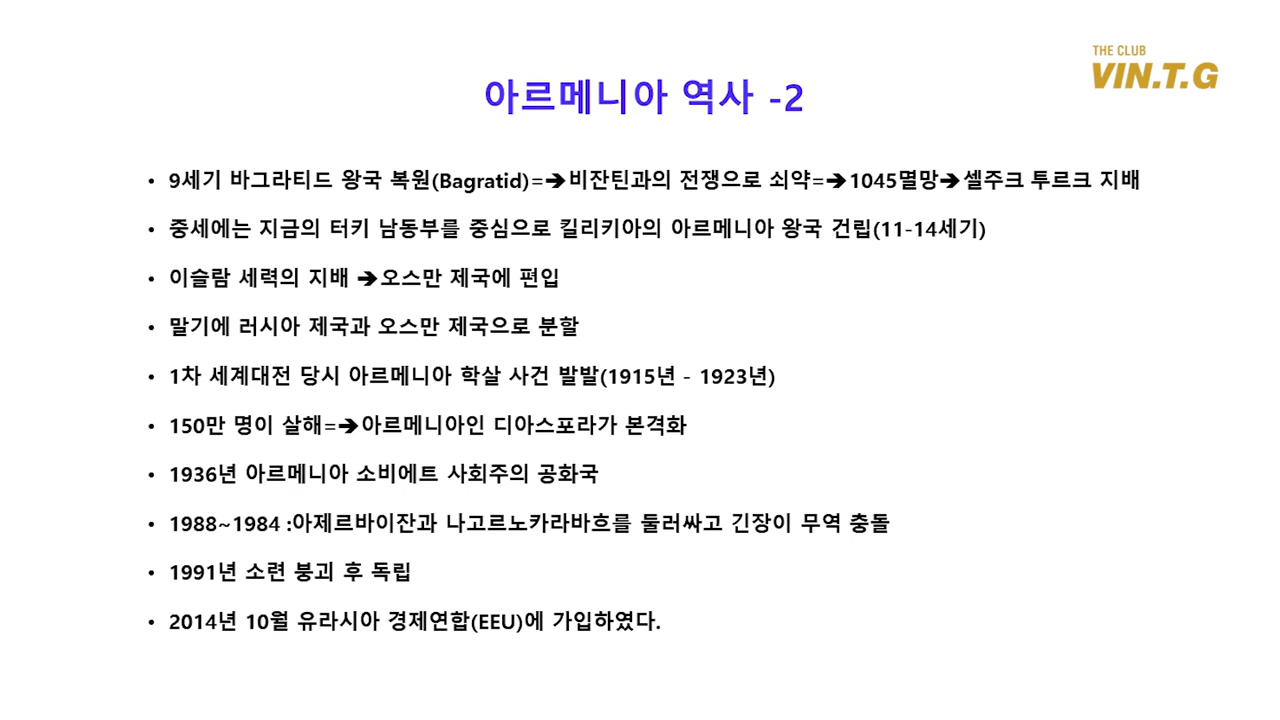 THE CLUB
VIN.T.G
아르메니아 역사 -2
• 9세기 바그라티드 왕국 복원(Bagratid)=➔비잔틴과의 전쟁으로 쇠약=➔1045멸망➔셀주크 투르크 지배
• 중세에는 지금의 터키 남동부를 중심으로 킬리키아의 아르메니아 왕국 건립(11-14세기)
• 이슬람 세력의 지배 ➔오스만 제국에 편입
• 말기에 러시아 제국과 오스만 제국으로 분할
• 1차 세계대전 당시 아르메니아 학살 사건 발발(1915년 - 1923년)
• 150만 명이 살해=➔아르메니아인 디아스포라가 본격화
• 1936년 아르메니아 소비에트 사회주의 공화국
• 1988~1984 :아제르바이잔과 나고르노카라바흐를 둘러싸고 긴장이 무역 충돌
• 1991년 소련 붕괴 후 독립
• 2014년 10월 유라시아 경제연합(EEU)에 가입하였다.